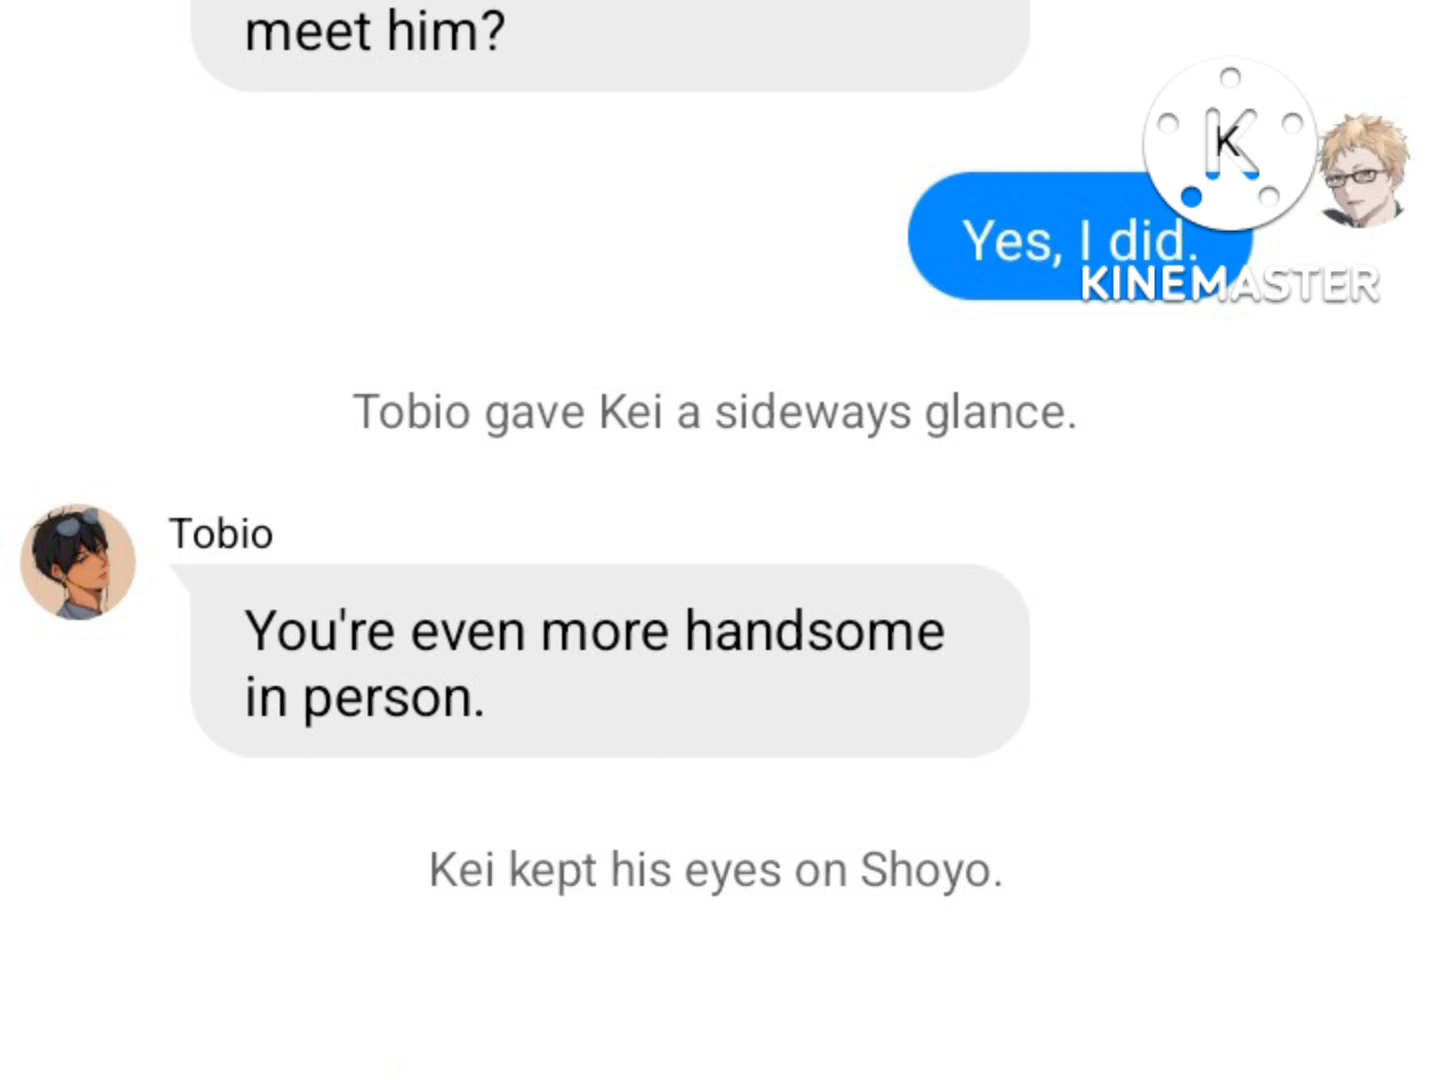 meet him?
K
Yes, I did.
KINEMASTER
Tobio gave Kei a sideways glance.
Tobio
You're even more handsome
in person.
Kei kept his eyes on Shoyo.